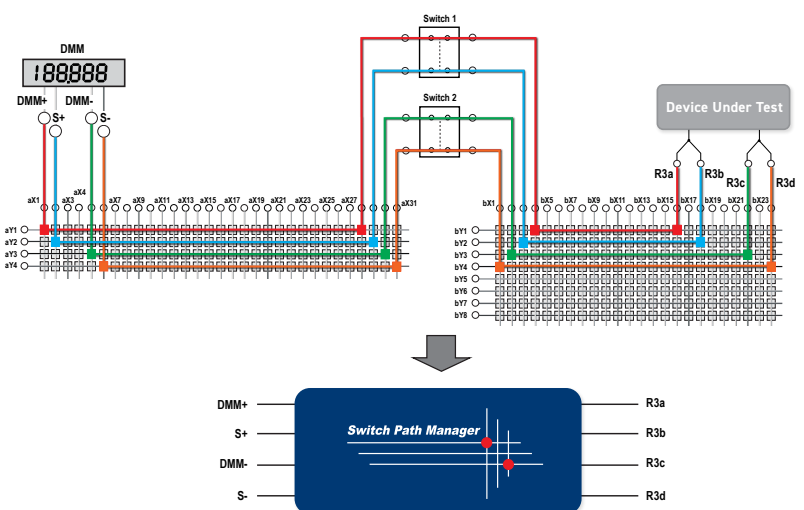 Switch 1
DMM
188.888
DMM+ DMM-
S+ S-
Switch 2
Device Under Test
R3a R3b R3c R3d
aX1 aX3 aX4 aX7 aX9 aX11 aX13 aX15 aX17 aX19 aX21 aX23 aX25 aX27 aX31
bX1 bX5 bX7 bX9 bX11 bX13 bX15 bX17 bX19 bX21 bX23
aY1
aY2
aY3
aY4
bY1
bY2
bY3
bY4
bY5
bY6
bY7
bY8
DMM+ R3a
S+ R3b
Switch Path Manager
DMM- R3c
S- R3d